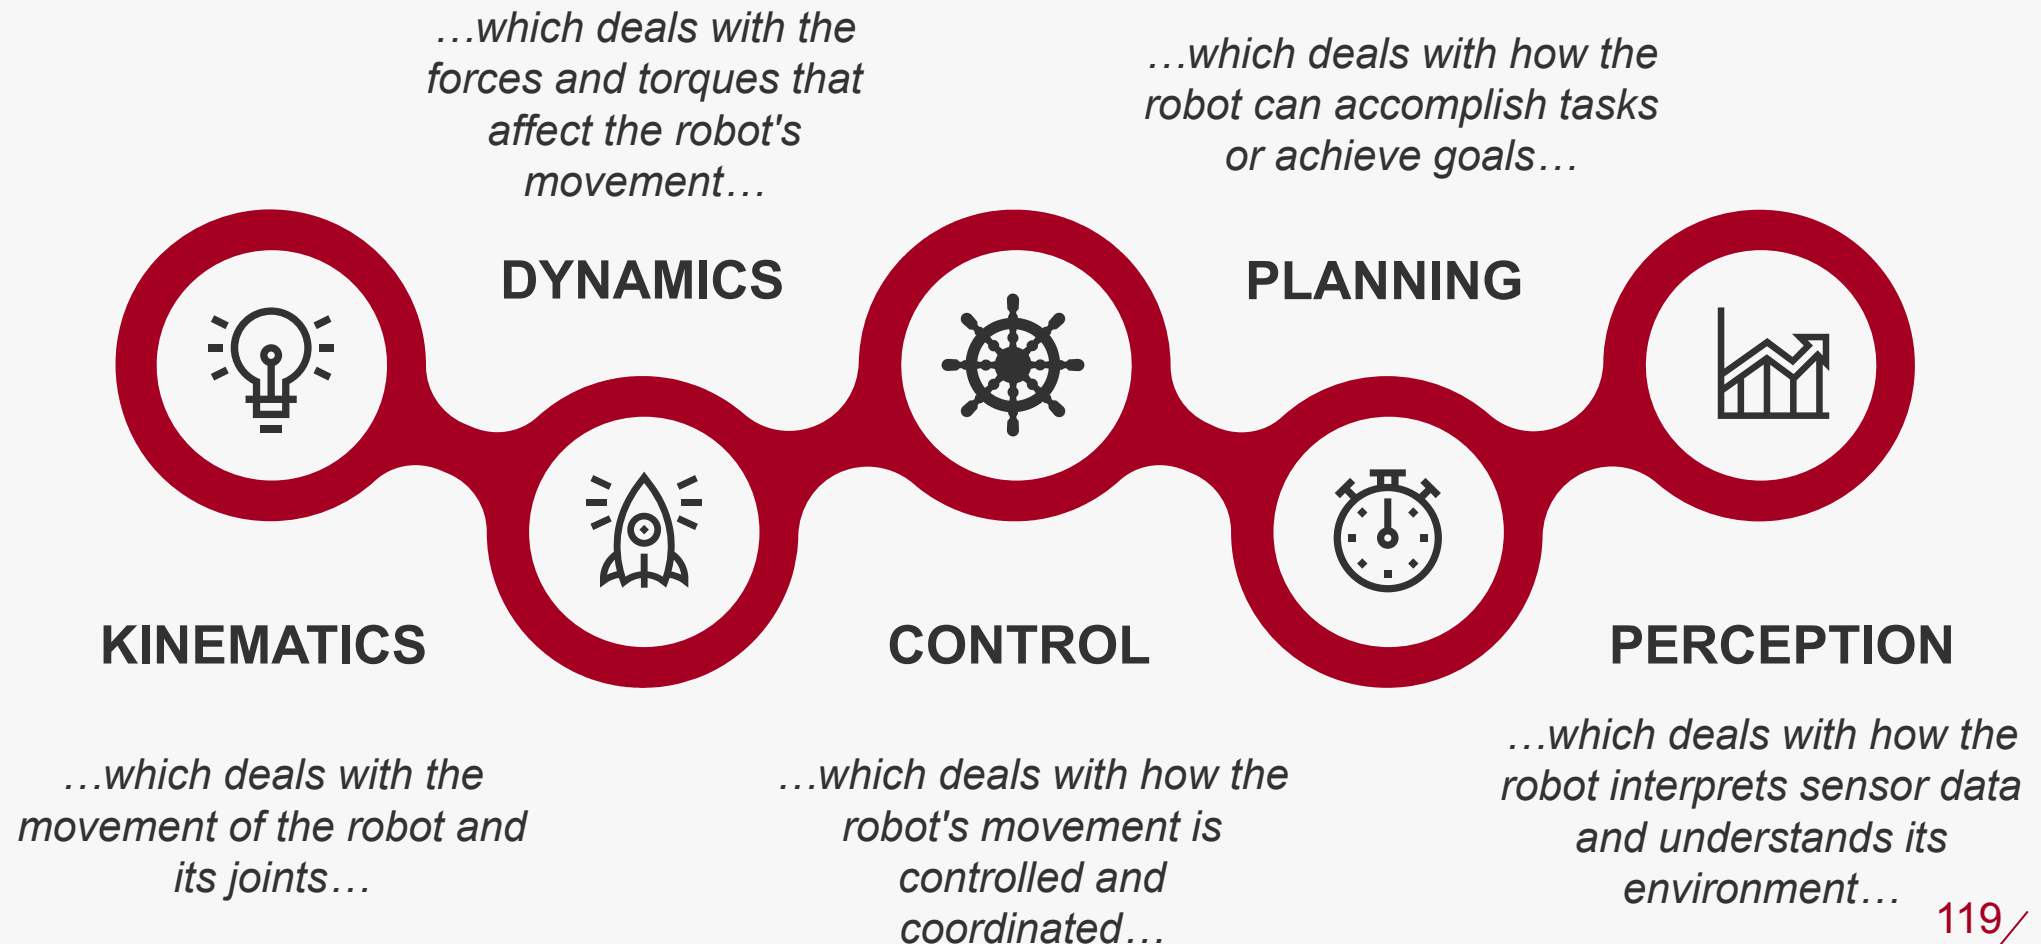 …which deals with the
forces and torques that
affect the robot's
movement…
DYNAMICS
…which deals with how the
robot can accomplish tasks
or achieve goals…
PLANNING
KINEMATICS
…which deals with the
movement of the robot and
its joints…
CONTROL
…which deals with how the
robot's movement is
controlled and
coordinated…
PERCEPTION
…which deals with how the
robot interprets sensor data
and understands its
environment…
119/